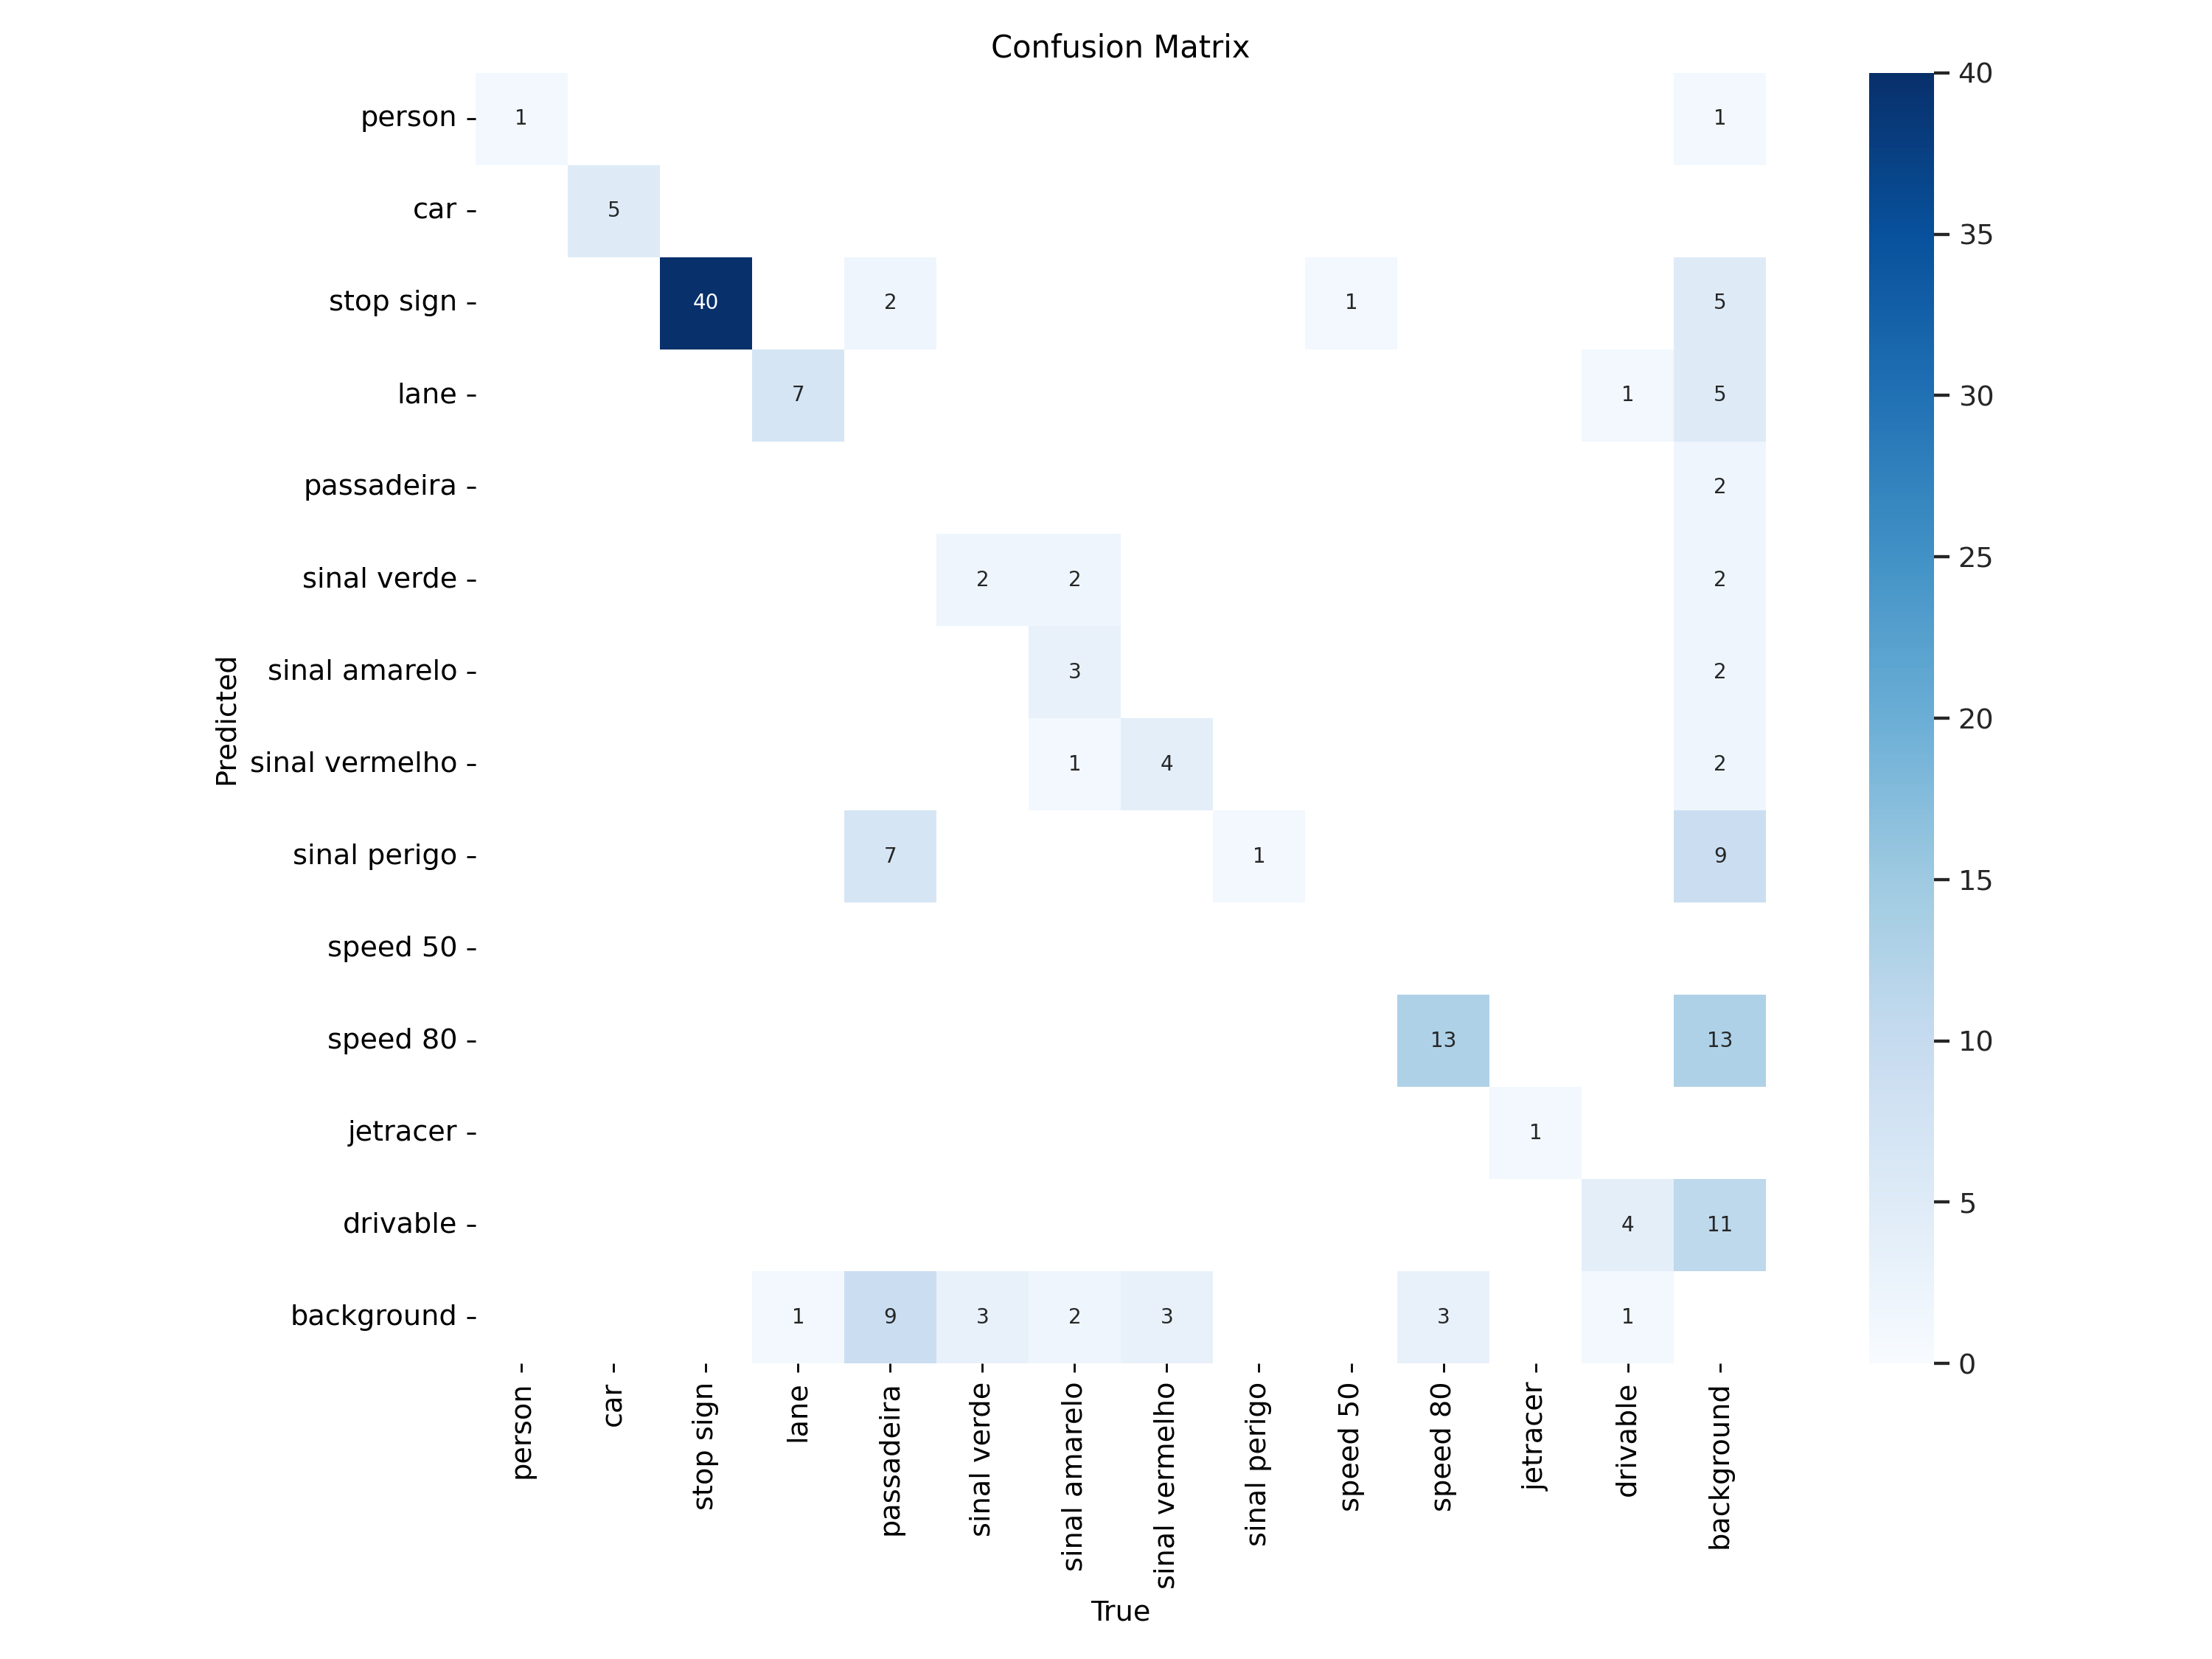 Confusion Matrix
person 1 1
car 5
stop sign 40 2 1 5
lane 7 1 5
passadeira 2
sinal verde 2 2 2
sinal amarelo 3 2
sinal vermelho 1 4 2
sinal perigo 7 1 9
speed 50
speed 80 13 13
jetracer 1
drivable 4 11
background 1 9 3 2 3 3 1
Predicted
person
car
stop sign
lane
passadeira
sinal verde
sinal amarelo
sinal vermelho
sinal perigo
speed 50
speed 80
jetracer
drivable
background
True
40
35
30
25
20
15
10
5
0